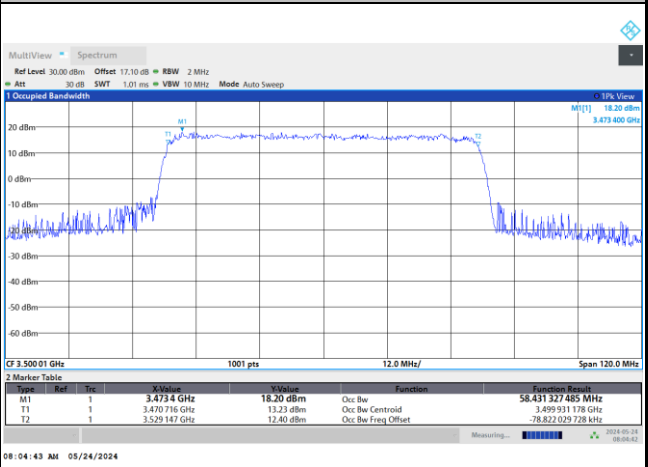 MultiView Spectrum
Ref Level 30.00 dBm Offset 17.10 dB RBW 2 MHz
Att 30 dB SWT 1.01 ms VBW 10 MHz Mode Auto Sweep
1 Occupied Bandwidth 1Pk View
M1[1] 18.20 dBm
3.473 400 GHz
M1
T1
T2
20 dBm
10 dBm
0 dBm
-10 dBm
-20 dBm
-30 dBm
-40 dBm
-50 dBm
-60 dBm
CF 3.500 01 GHz 1001 pts 12.0 MHz/ Span 120.0 MHz
2 Marker Table
Type Ref Trc X-Value Y-Value Function Function Result
M1 1 3.473 4 GHz 18.20 dBm Occ Bw 58.431 327 485 MHz
T1 1 3.470 716 GHz 13.23 dBm Occ Bw Centroid 3.499 931 178 GHz
T2 1 3.529 147 GHz 12.40 dBm Occ Bw Freq Offset -78.822 029 728 kHz
Measuring... 2024-05-24
08:04:42
08:04:43 AM 05/24/2024